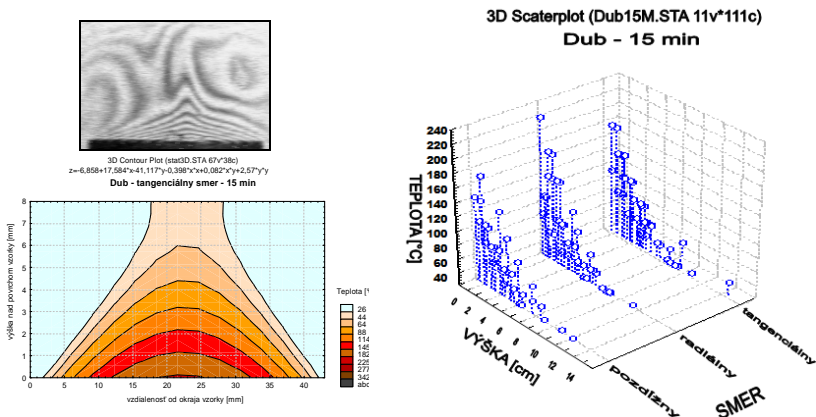 3D Contour Plot (stat3D.STA 67v*38c)
z=-6,858+17,584*x-41,117*y-0,398*x*x+0,082*x*y+2,57*y*y
Dub - tangenciálny smer - 15 min
výška nad povrchom vzorky [mm]
8
7
6
5
4
3
2
1
0
0 5 10 15 20 25 30 35 40
vzdialenosť od okraja vzorky [mm]
Teplota [°
26
44
64
88
114
145
182
225
277
342
abo
3D Scaterplot (Dub15M.STA 11v*111c)
Dub - 15 min
TEPLOTA [°C]
240
220
200
180
160
140
120
100
80
60
40
0 2 4 6 8 10 12 14
VÝŠKA [cm]
pozdĺžny
radiálny
tangenciálny
SMER